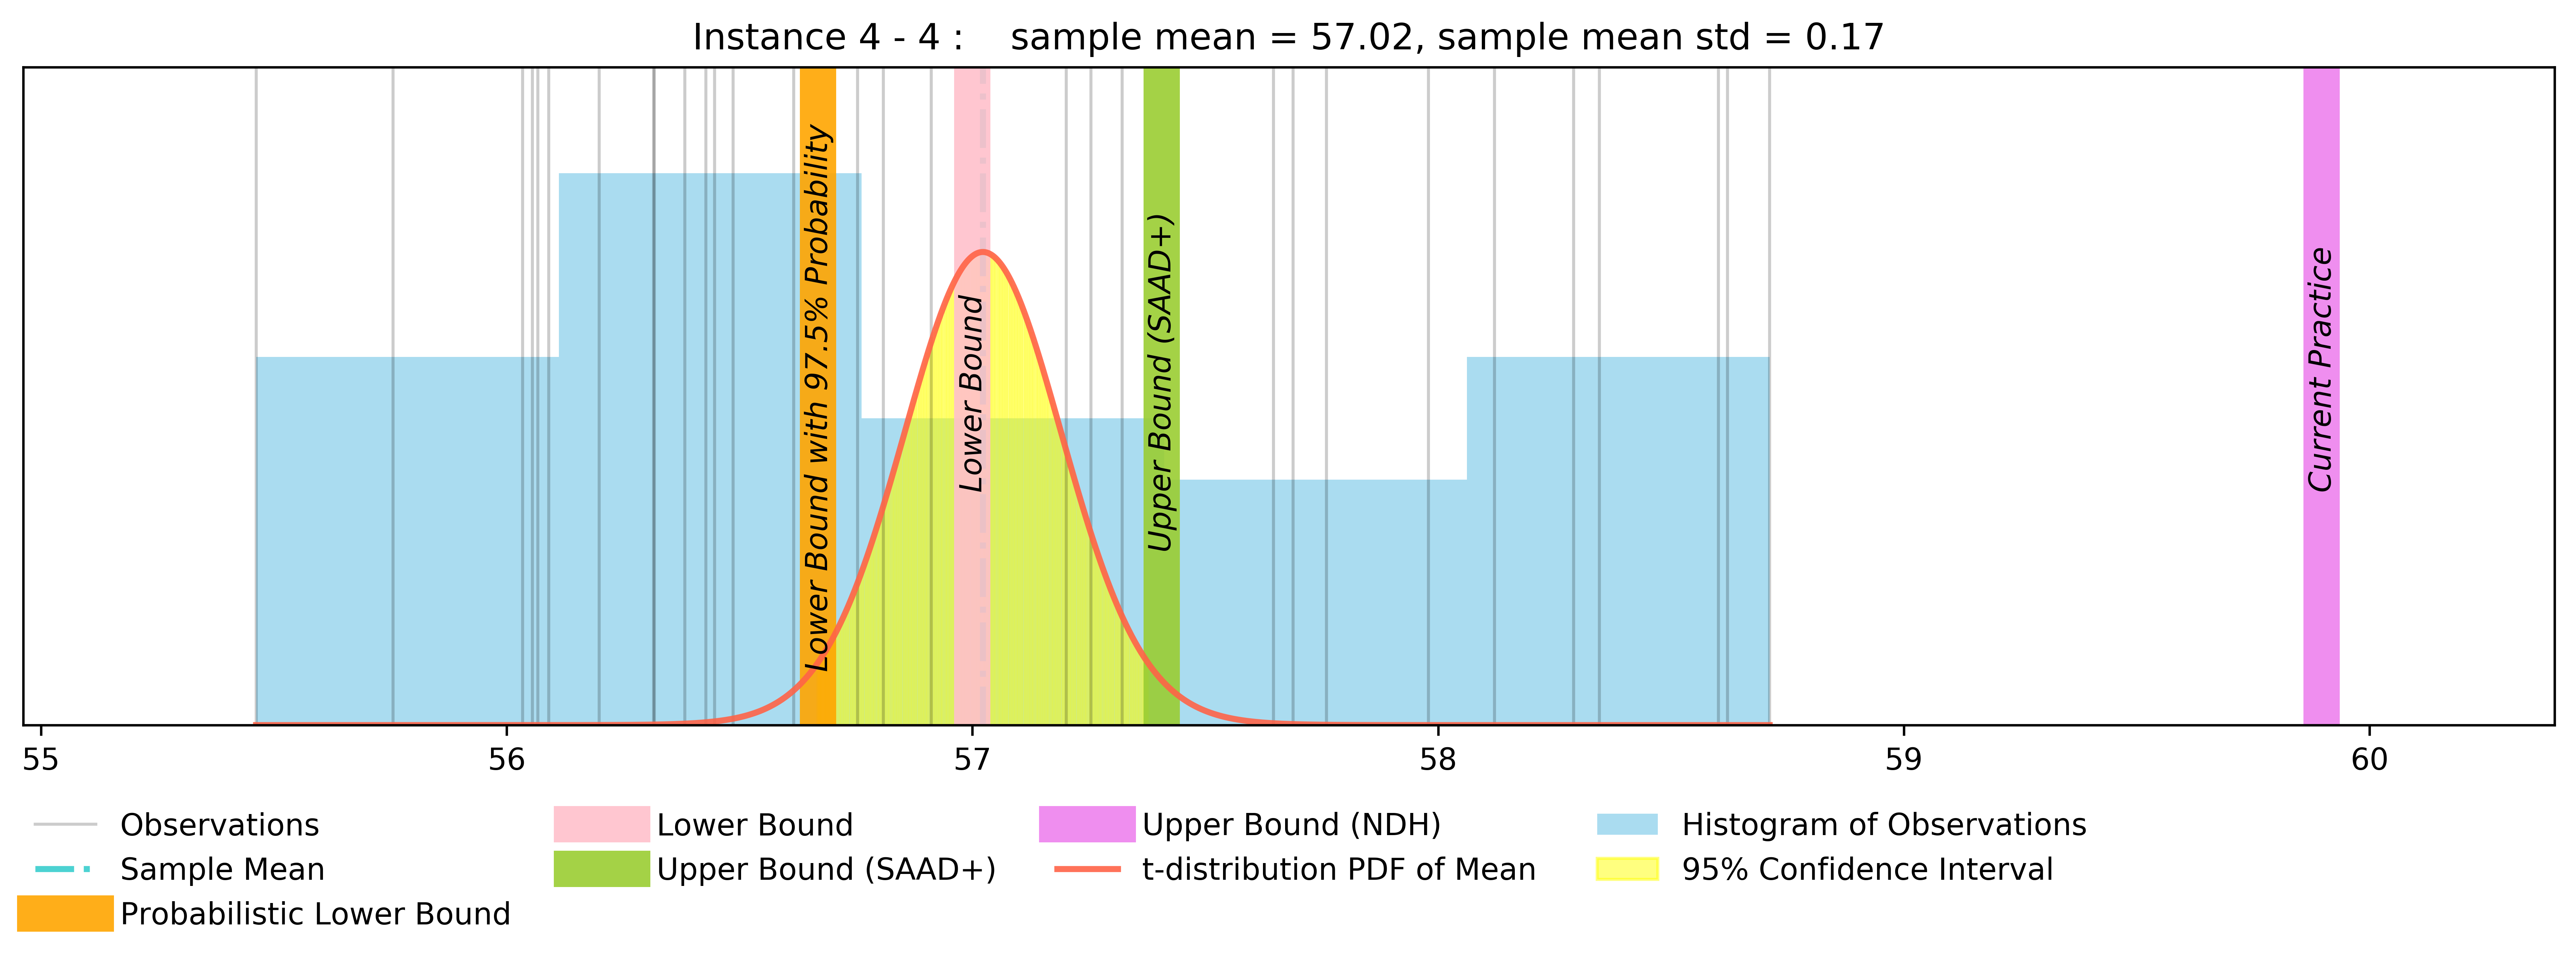 Instance 4 - 4 :    sample mean = 57.02, sample mean std = 0.17
Lower Bound with 97.5% Probability
Lower Bound
Upper Bound (SAAD+)
Current Practice
55 56 57 58 59 60
Observations Lower Bound Upper Bound (NDH) Histogram of Observations
Sample Mean Upper Bound (SAAD+) t-distribution PDF of Mean 95% Confidence Interval
Probabilistic Lower Bound